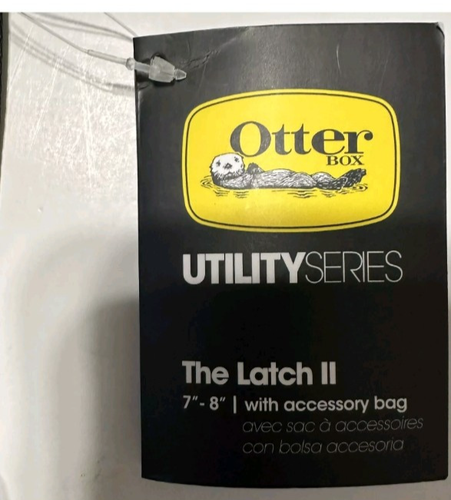 Otter
BOX
UTILITYSERIES
The Latch II
7"- 8" | with accessory bag
avec sac à accessoires
con bolsa accesoria